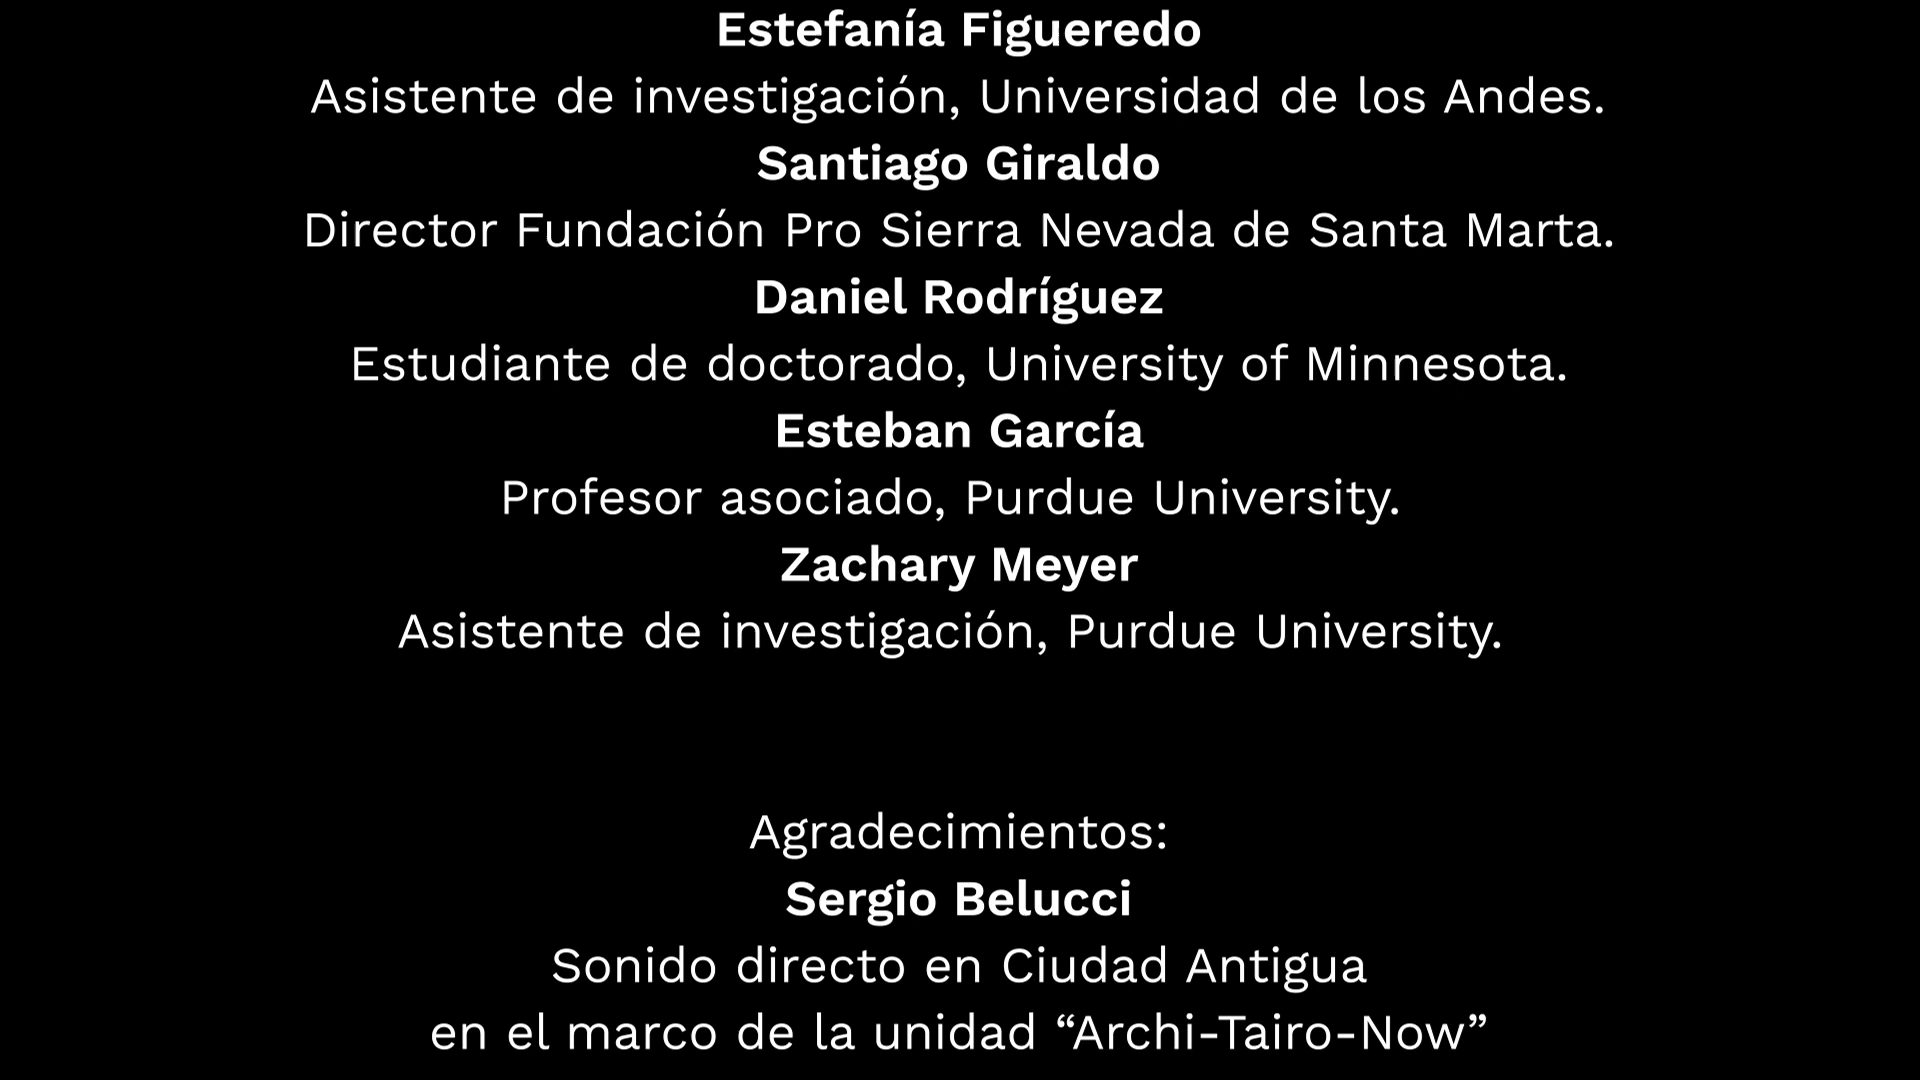 Estefanía Figueredo
Asistente de investigación, Universidad de los Andes.
Santiago Giraldo
Director Fundación Pro Sierra Nevada de Santa Marta.
Daniel Rodríguez
Estudiante de doctorado, University of Minnesota.
Esteban García
Profesor asociado, Purdue University.
Zachary Meyer
Asistente de investigación, Purdue University.
Agradecimientos:
Sergio Belucci
Sonido directo en Ciudad Antigua
en el marco de la unidad “Archi-Tairo-Now”